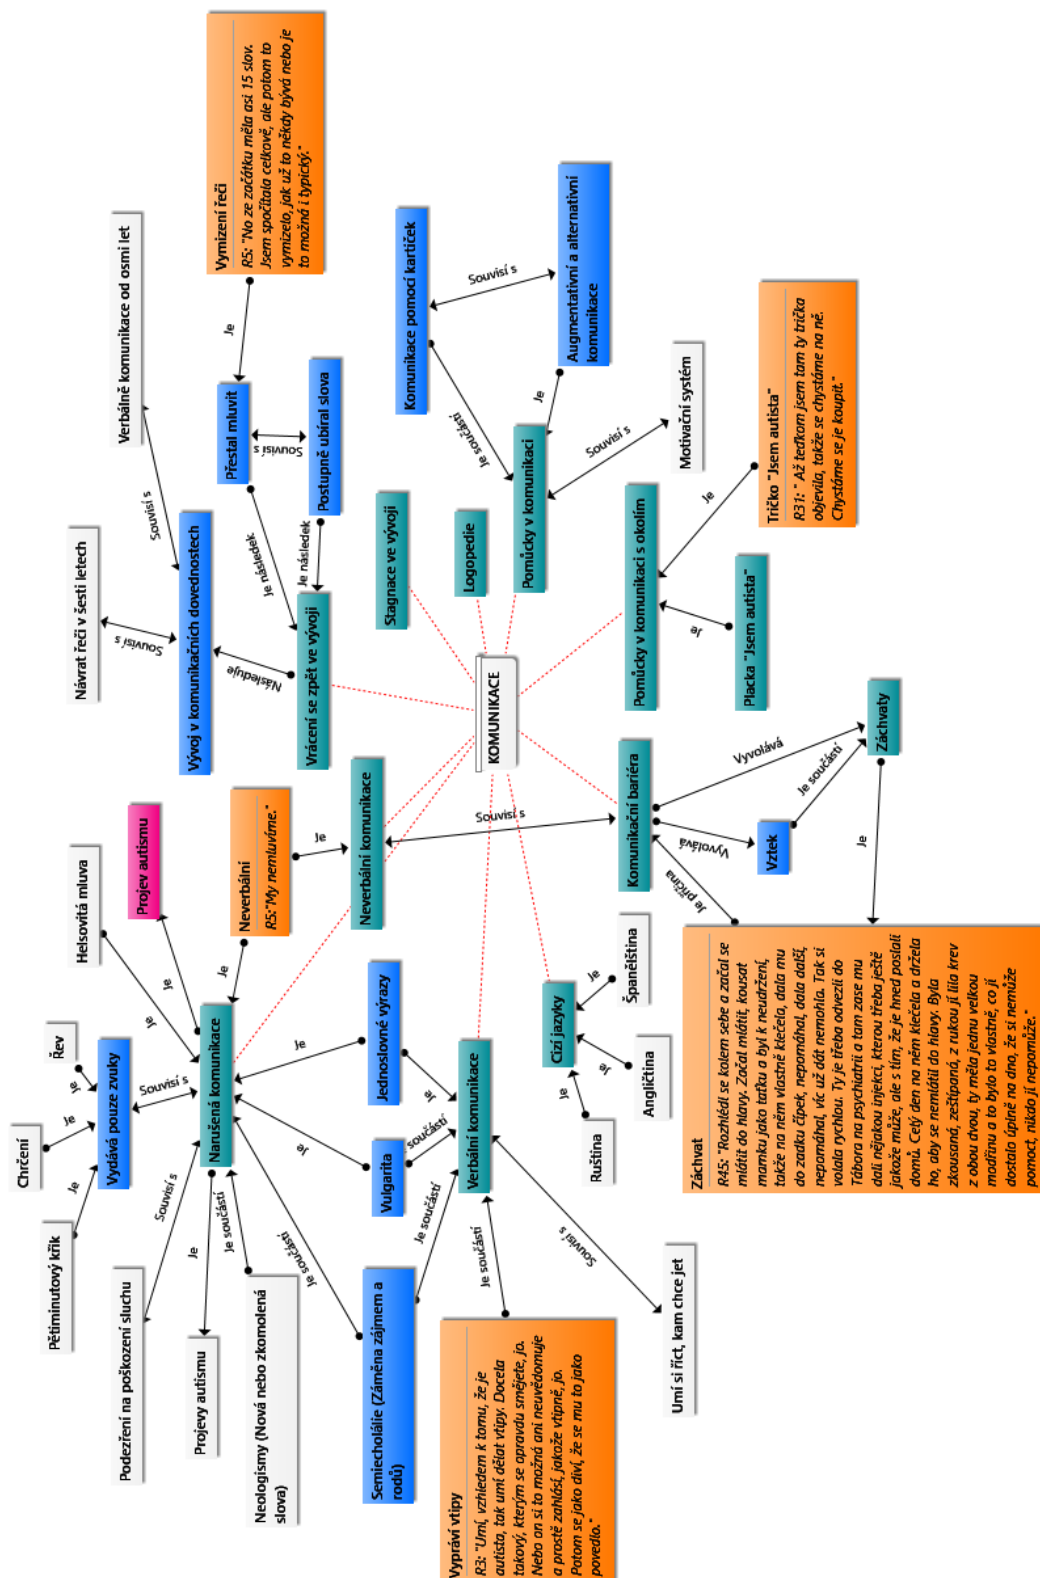 Chrčení
Řev
Helsovitá mluva
Pětiminutový křik
Vydává pouze zvuky
Projev autismu
Podezření na poškození sluchu
Narušená komunikace
Neverbální
R5:"My nemluvíme."
Projevy autismu
Neologismy (Nová nebo zkomolená
slova)
Semiecholálie (Záměna zájmem a
rodů)
Vulgarita
Jednoslovné výrazy
Neverbální komunikace
Vypráví vtipy
R3: "Umí, vzhledem k tomu, že je
autista, tak umí dělat vtipy. Docela
takový, kterým se opravdu smějete, jo.
Nebo on si to možná ani neuvědomuje
a prostě zahlásí, jakože vtipně, jo.
Potom se jako diví, že se mu to jako
povedlo."
Verbální komunikace
Umí si říct, kam chce jet
Cizí jazyky
Ruština
Angličtina
Španělština
KOMUNIKACE
Návrat řeči v šesti letech
Verbálně komunikace od osmi let
Vývoj v komunikačních dovednostech
Vymizení řeči
R5: "No ze začátku měla asi 15 slov.
Jsem spočítala celkově, ale potom to
vymizelo, jak už to někdy bývá nebo je
to možná i typický."
Přestal mluvit
Postupně ubíral slova
Vrácení se zpět ve vývoji
Stagnace ve vývoji
Logopedie
Komunikace pomocí kartiček
Augmentativní a alternativní
komunikace
Pomůcky v komunikaci
Motivační systém
Pomůcky v komunikaci s okolím
Placka "Jsem autista"
Tričko "Jsem autista"
R31: " Až teďkom jsem tam ty trička
objevila, takže se chystáme na ně.
Chystáme se je koupit."
Komunikační bariéra
Vztek
Záchvaty
Záchvat
R45: "Rozhlédl se kolem sebe a začal se
mlátit do hlavy. Začal mlátit, kousat
mamku jako taťku a byl k neudržení,
takže na něm vlastně klečela, dala mu
do zadku čípek, nepomáhal, dala další,
nepomáhal, víc už dát nemohla. Tak si
volala rychlou. Ty je třeba odvezli do
Tábora na psychiatrii a tam zase mu
dali nějakou injekci, kterou třeba ještě
jakože může, ale s tím, že je hned poslali
domů. Celý den na něm klečela a držela
ho, aby se nemlátil do hlavy. Byla
zkousaná, zeštípaná, z rukou jí lila krev
z obou dvou, ty měla jednu velkou
modřinu a to bylo to vlastně, co jí
dostalo úplně na dno, že si nemůže
pomoct, nikdo jí nepomůže."
Je
Je
Je
Souvisí s
Souvisí s
Je
Je
Je
Je
Je součástí
Je součástí
Je
Je
Je
Je
součástí
Je součástí
Je součástí
Souvisí s
Je
Je
Je
Souvisí s
Souvisí s
Souvisí s
Následuje
Je následek
Je následek
Souvisí s
Je
Je součástí
Souvisí s
Je
Souvisí s
Je
Je
Je příčina
Vyvolává
Vyvolává
Je součástí
Je